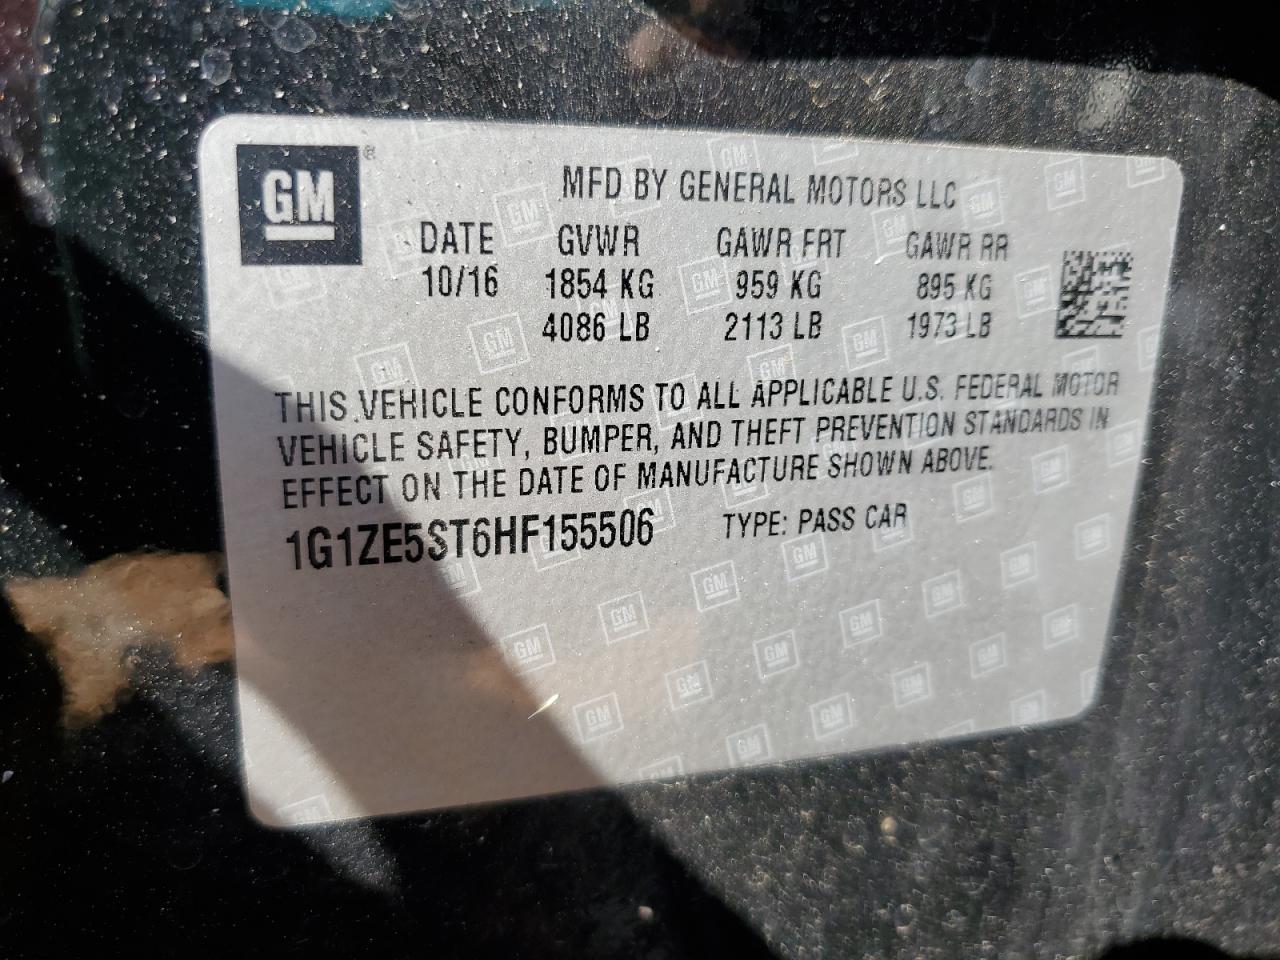 GM ®
MFD BY GENERAL MOTORS LLC
DATE GVWR GAWR FRT GAWR RR
10/16 1854 KG 959 KG 895 KG
4086 LB 2113 LB 1973 LB
THIS VEHICLE CONFORMS TO ALL APPLICABLE U.S. FEDERAL MOTOR
VEHICLE SAFETY, BUMPER, AND THEFT PREVENTION STANDARDS IN
EFFECT ON THE DATE OF MANUFACTURE SHOWN ABOVE.
1G1ZE5ST6HF155506 TYPE: PASS CAR